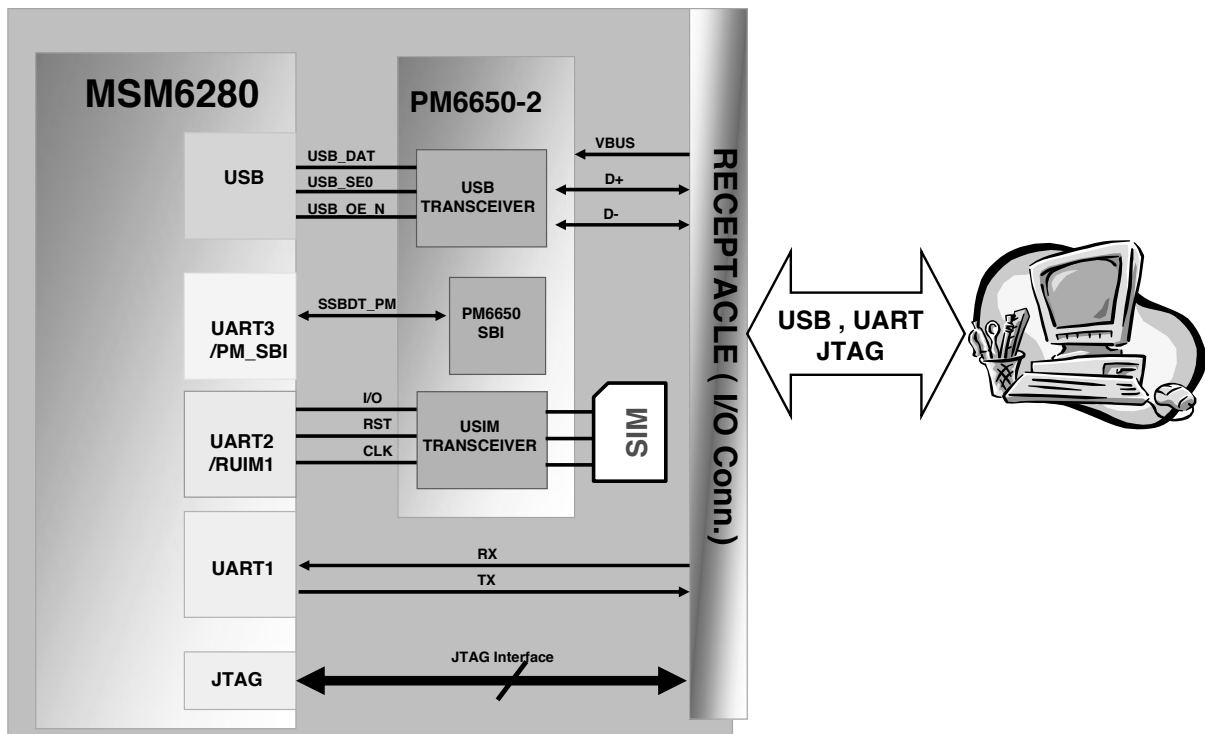 MSM6280
PM6650-2
USB
USB_DAT
USB_SE0
USB_OE_N
USB
TRANSCEIVER
VBUS
D+
D-
UART3
/PM_SBI
SSBDT_PM
PM6650
SBI
UART2
/RUIM1
I/O
RST
CLK
USIM
TRANSCEIVER
SIM
UART1
RX
TX
JTAG
JTAG Interface
RECEPTACLE ( I/O Conn.)
USB , UART
JTAG